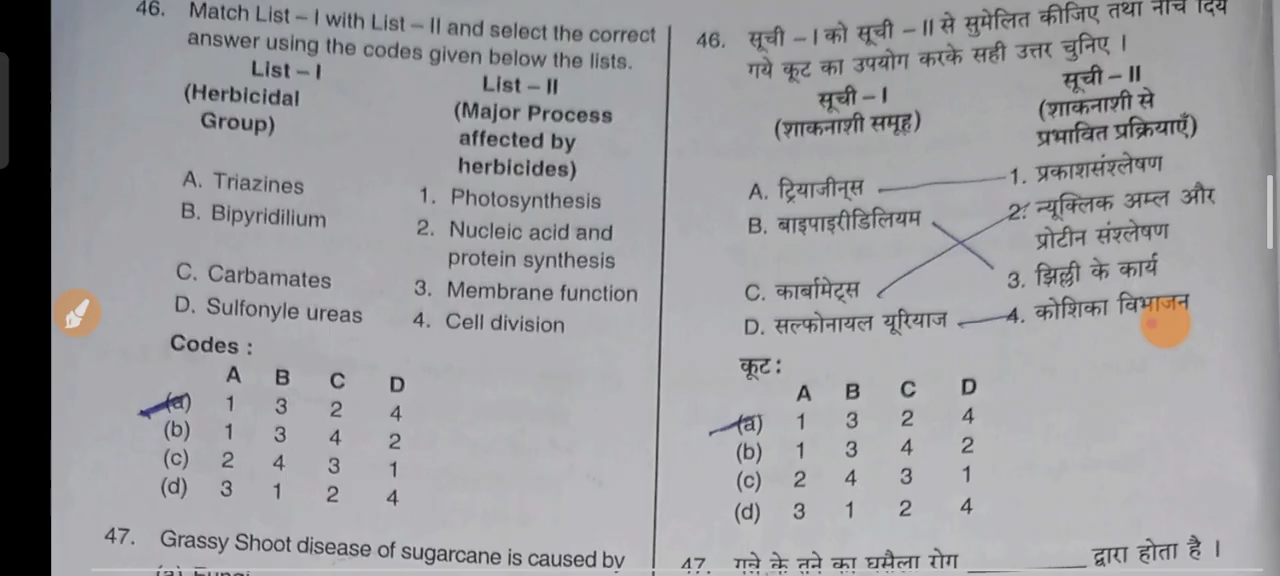 46. Match List – I with List – II and select the correct
answer using the codes given below the lists.
List – I
(Herbicidal
Group)
List – II
(Major Process
affected by
herbicides)
A. Triazines
1. Photosynthesis
B. Bipyridilium
2. Nucleic acid and
protein synthesis
C. Carbamates
3. Membrane function
D. Sulfonyle ureas
4. Cell division
Codes :
A B C D
(a) 1 3 2 4
(b) 1 3 4 2
(c) 2 4 3 1
(d) 3 1 2 4
47. Grassy Shoot disease of sugarcane is caused by
(a) Fungi
46. सूची – I को सूची – II से सुमेलित कीजिए तथा नीचे दिये
गये कूट का उपयोग करके सही उत्तर चुनिए ।
सूची – I
(शाकनाशी समूह)
सूची – II
(शाकनाशी से
प्रभावित प्रक्रियाएँ)
A. ट्रियाजीन्स
1. प्रकाशसंश्लेषण
B. बाइपाइरीडिलियम
2. न्यूक्लिक अम्ल और
प्रोटीन संश्लेषण
C. कार्बामेट्स
3. झिल्ली के कार्य
D. सल्फोनायल यूरियाज
4. कोशिका विभाजन
कूट :
A B C D
(a) 1 3 2 4
(b) 1 3 4 2
(c) 2 4 3 1
(d) 3 1 2 4
47. गन्ने के तने का घसैला रोग ________ द्वारा होता है ।